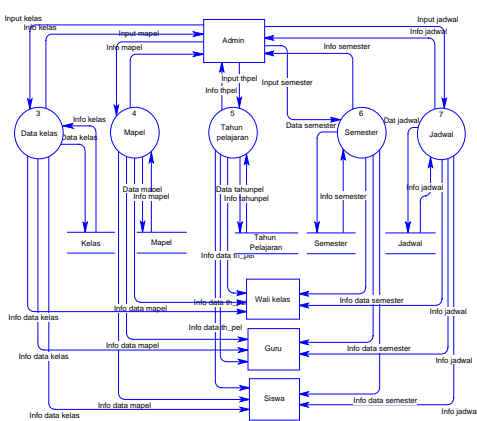 Input kelas
Info kelas
Info mapel
Admin
Input jadwal
Info jadwal
Info semester
Input thpel
Info thpel
Input semester
3
Data kelas
Info kelas
Data kelas
4
Mapel
5
Tahun
pelajaran
6
Semester
Data semester
7
Jadwal
Dat jadwal
Data mapel
Info mapel
Data tahunpel
Info tahunpel
Info semester
Info jadwal
Kelas
Mapel
Tahun
Pelajaran
Semester
Jadwal
Info data th_pel
Wali kelas
Info data th_pel
Info data mapel
Info data semester
Info jadwal
Info data kelas
Info data th_pel
Guru
Info data mapel
Info data semester
Info jadwal
Info data kelas
Siswa
Info data mapel
Info data semester
Info data kelas
Info jadwa